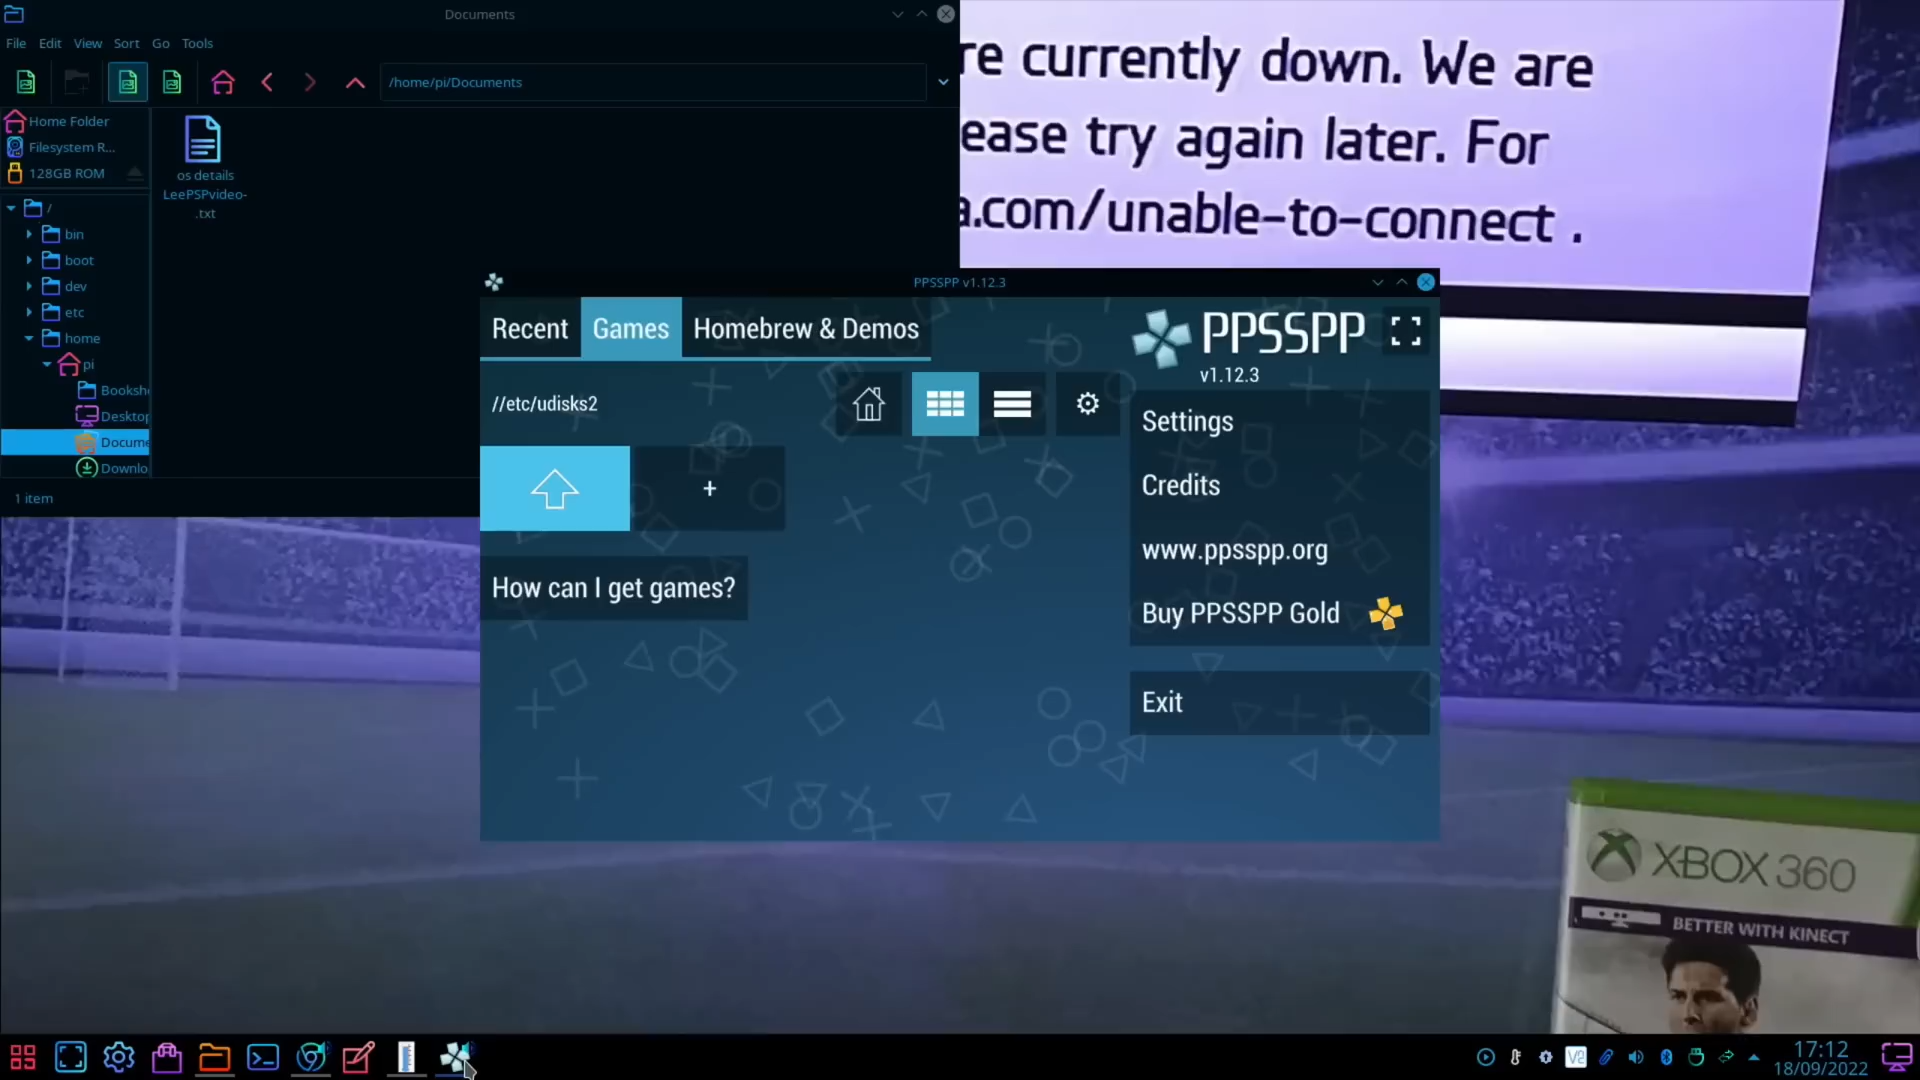 Documents
File Edit View Sort Go Tools
/home/pi/Documents
Home Folder
Filesystem R...
128GB ROM
/
bin
boot
dev
etc
home
pi
Booksh
Desktop
Docume
Downlo
os details
LeePSPvideo-
.txt
1 item
re currently down. We are
ease try again later. For
a.com/unable-to-connect .
PPSSPP v1.12.3
Recent Games Homebrew & Demos
//etc/udisks2
+
How can I get games?
PPSSPP
v1.12.3
Settings
Credits
www.ppsspp.org
Buy PPSSPP Gold
Exit
XBOX 360
BETTER WITH KINECT
V2
17:12
18/09/2022